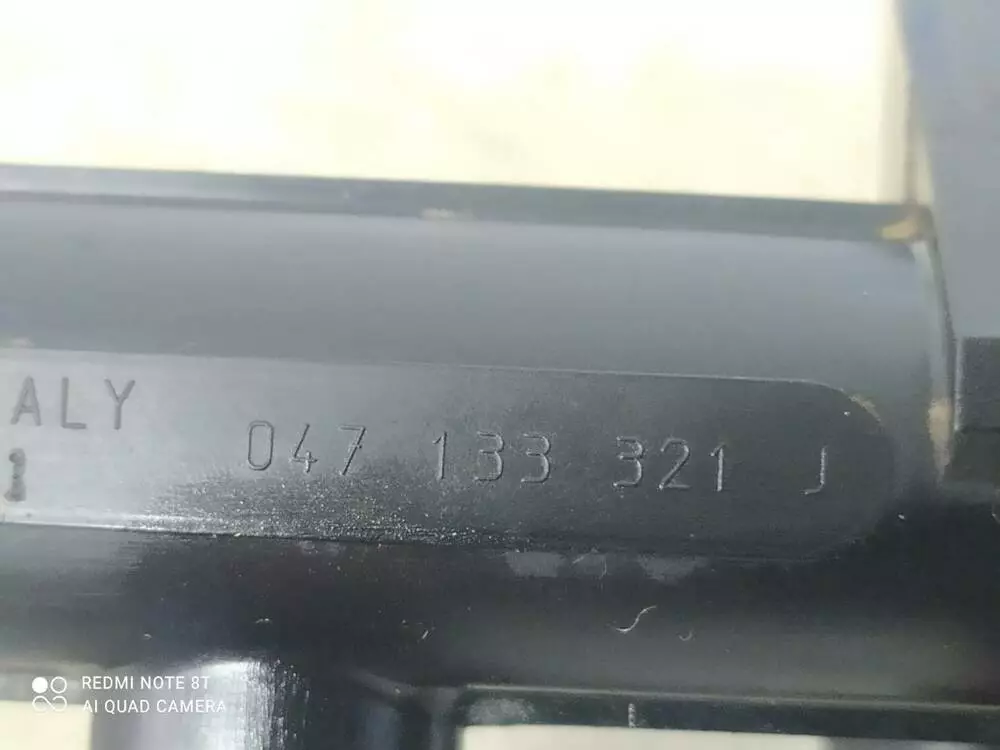 ALY
047 133 321 J
REDMI NOTE 8T
AI QUAD CAMERA